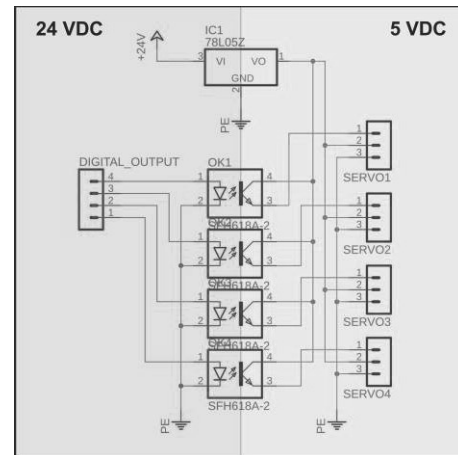 24 VDC
5 VDC
IC1
78L05Z
+24V
3 VI VO 1
GND
2
PE
DIGITAL_OUTPUT
4
3
2
1
OK1
1 4
2 3
SFH618A-2
OK2
1 4
2 3
SFH618A-2
OK3
1 4
2 3
SFH618A-2
OK4
1 4
2 3
SFH618A-2
1
2
3
SERVO1
1
2
3
SERVO2
1
2
3
SERVO3
1
2
3
SERVO4
PE
PE